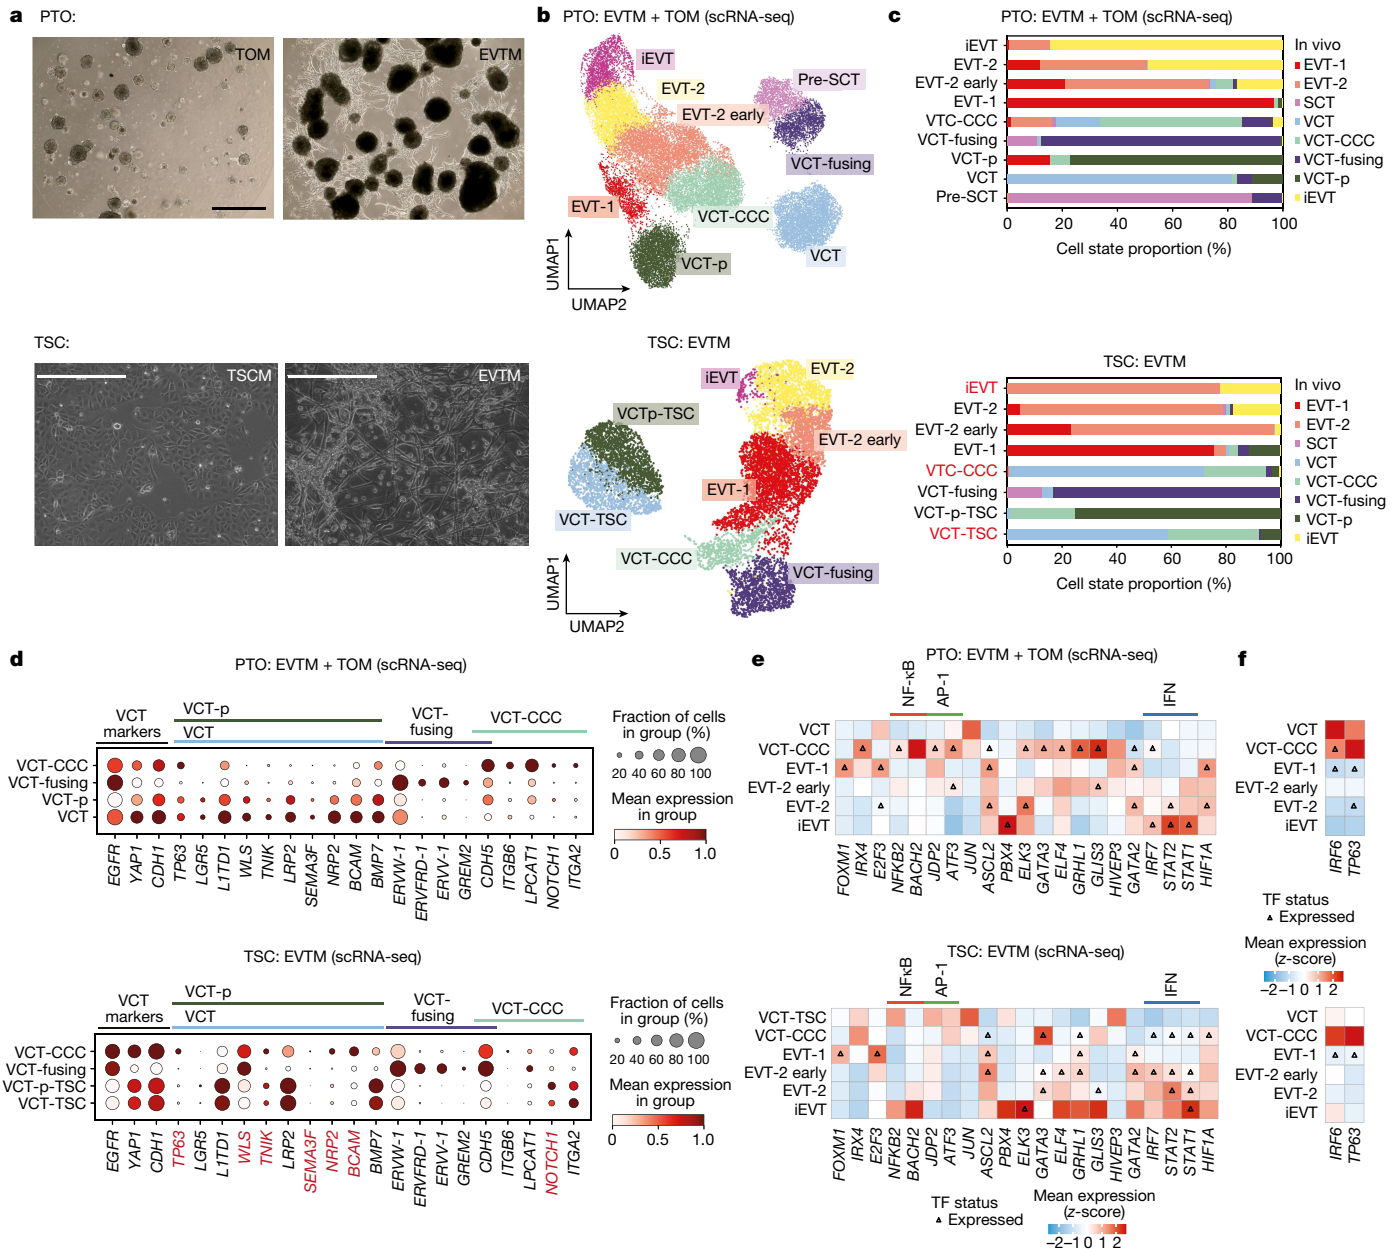 a
PTO:
TOM
EVTM
TSC:
TSCM
EVTM
b
PTO: EVTM + TOM (scRNA-seq)
iEVT
EVT-2
EVT-2 early
Pre-SCT
VCT-fusing
EVT-1
VCT-CCC
VCT
VCT-p
UMAP1
UMAP2
TSC: EVTM
iEVT
EVT-2
VCTp-TSC
EVT-2 early
EVT-1
VCT-TSC
VCT-CCC
VCT-fusing
UMAP1
UMAP2
c
PTO: EVTM + TOM (scRNA-seq)
iEVT
EVT-2
EVT-2 early
EVT-1
VTC-CCC
VCT-fusing
VCT-p
VCT
Pre-SCT
0 20 40 60 80 100
Cell state proportion (%)
In vivo
EVT-1
EVT-2
SCT
VCT
VCT-CCC
VCT-fusing
VCT-p
iEVT
TSC: EVTM
iEVT
EVT-2
EVT-2 early
EVT-1
VTC-CCC
VCT-fusing
VCT-p-TSC
VCT-TSC
0 20 40 60 80 100
Cell state proportion (%)
In vivo
EVT-1
EVT-2
SCT
VCT
VCT-CCC
VCT-fusing
VCT-p
iEVT
d
PTO: EVTM + TOM (scRNA-seq)
VCT
markers
VCT-p
VCT
VCT-
fusing
VCT-CCC
VCT-CCC
VCT-fusing
VCT-p
VCT
EGFR YAP1 CDH1 TP63 LGR5 L1TD1 WLS TNIK LRP2 SEMA3F NRP2 BCAM BMP7 ERVW-1 ERVFRD-1 ERV-1 GREM2 CDH5 ITGB6 LPCAT1 NOTCH1 ITGA2
Fraction of cells
in group (%)
20 40 60 80 100
Mean expression
in group
0 0.5 1.0
TSC: EVTM (scRNA-seq)
VCT
markers
VCT-p
VCT
VCT-
fusing
VCT-CCC
VCT-CCC
VCT-fusing
VCT-p-TSC
VCT-TSC
EGFR YAP1 CDH1 TP63 LGR5 L1TD1 WLS TNIK LRP2 SEMA3F NRP2 BCAM BMP7 ERVW-1 ERVFRD-1 ERVV-1 GREM2 CDH5 ITGB6 LPCAT1 NOTCH1 ITGA2
Fraction of cells
in group (%)
20 40 60 80 100
Mean expression
in group
0 0.5 1.0
e
PTO: EVTM + TOM (scRNA-seq)
NF-κB
AP-1
IFN
VCT
VCT-CCC
EVT-1
EVT-2 early
EVT-2
iEVT
FOXM1 IRX4 E2F3 NFKB2 BACH2 JDP2 ATF3 JUN ASCL2 PBX4 ELK3 GATA3 ELF4 GRHL1 GLIS3 HIVEP3 GATA2 IRF7 STAT2 STAT1 HIF1A
TSC: EVTM (scRNA-seq)
NFκB
AP-1
IFN
VCT-TSC
VCT-CCC
EVT-1
EVT-2 early
EVT-2
iEVT
FOXM1 IRX4 E2F3 NFKB2 BACH2 JDP2 ATF3 JUN ASCL2 PBX4 ELK3 GATA3 ELF4 GRHL1 GLIS3 HIVEP3 GATA2 IRF7 STAT2 STAT1 HIF1A
TF status
Expressed
Mean expression
(z-score)
−2 −1 0 1 2
f
VCT
VCT-CCC
EVT-1
EVT-2 early
EVT-2
iEVT
IRF6 TP63
TF status
Expressed
Mean expression
(z-score)
−2 −1 0 1 2
VCT
VCT-CCC
EVT-1
EVT-2 early
EVT-2
iEVT
IRF6 TP63